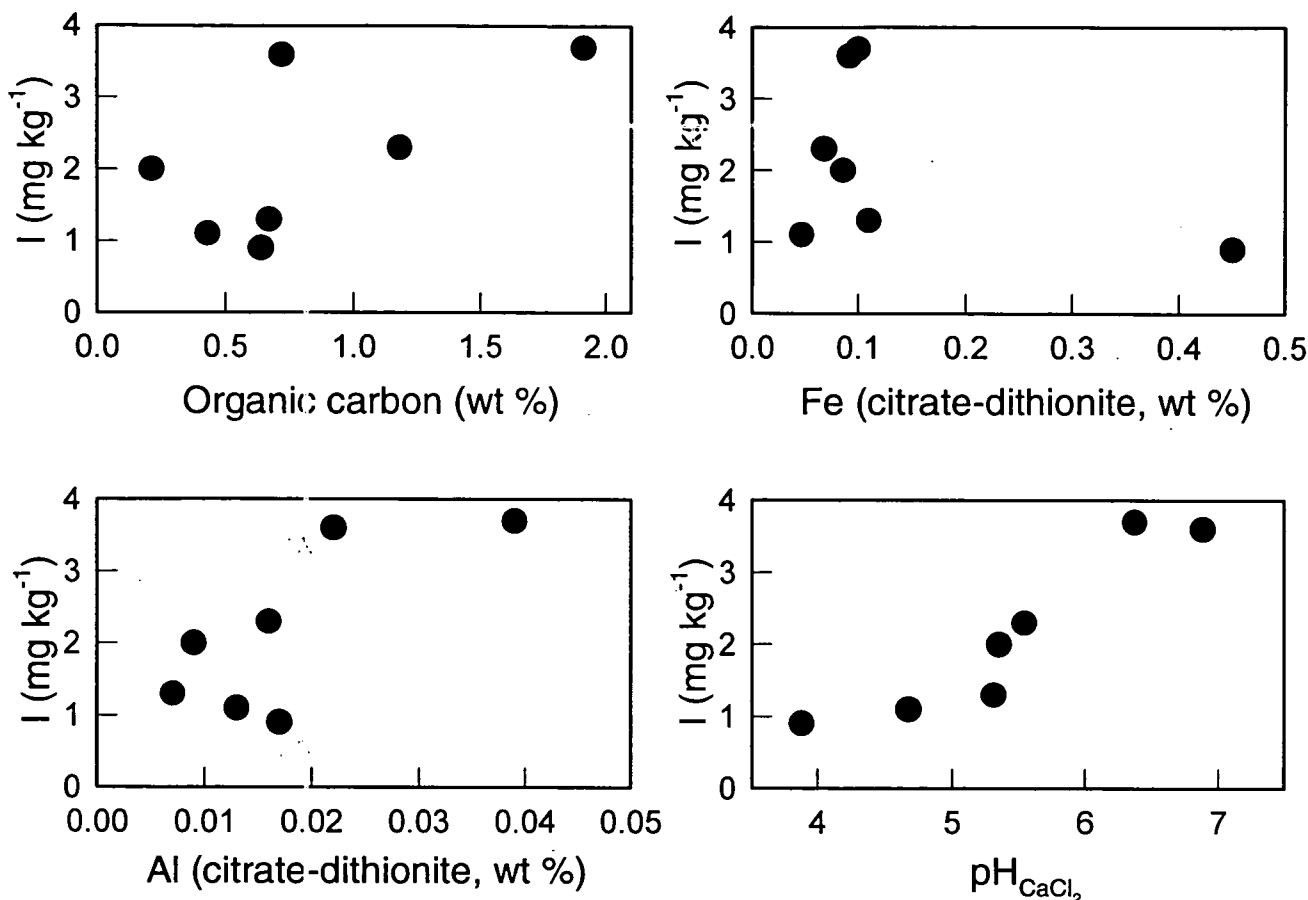 4
3
2
1
0
I (mg kg⁻¹)
0.0 0.5 1.0 1.5 2.0
Organic carbon (wt %)
4
3
2
1
0
I (mg kg⁻¹)
0.0 0.1 0.2 0.3 0.4 0.5
Fe (citrate-dithionite, wt %)
4
3
2
1
0
I (mg kg⁻¹)
0.00 0.01 0.02 0.03 0.04 0.05
Al (citrate-dithionite, wt %)
4
3
2
1
0
I (mg kg⁻¹)
4 5 6 7
pH CaCl₂